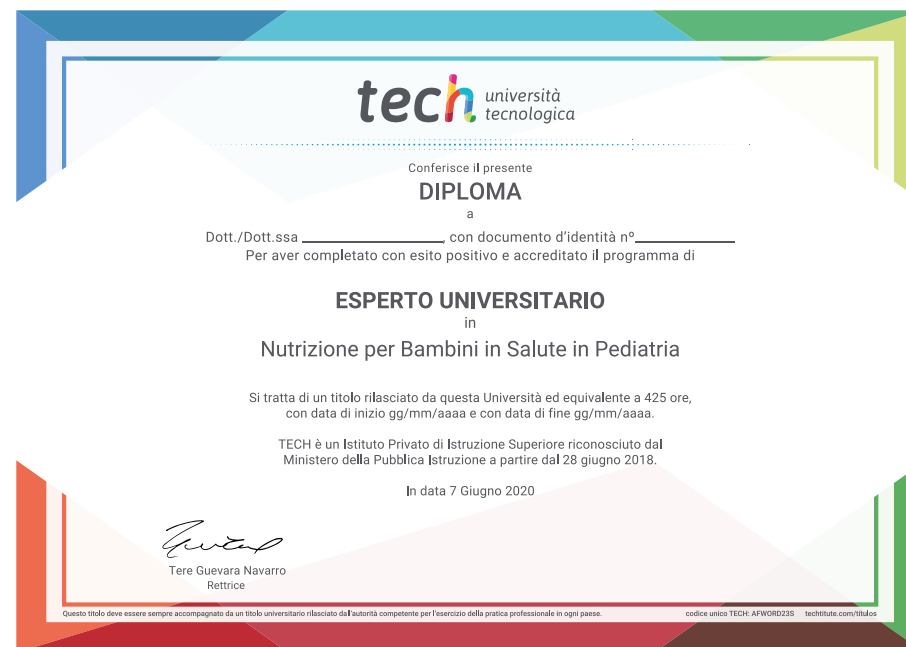 tech università
tecnologica
Conferisce il presente
DIPLOMA
a
Dott./Dott.ssa ____________________, con documento d'identità nº______________
Per aver completato con esito positivo e accreditato il programma di
ESPERTO UNIVERSITARIO
in
Nutrizione per Bambini in Salute in Pediatria
Si tratta di un titolo rilasciato da questa Università ed equivalente a 425 ore,
con data di inizio gg/mm/aaaa e con data di fine gg/mm/aaaa.
TECH è un Istituto Privato di Istruzione Superiore riconosciuto dal
Ministero della Pubblica Istruzione a partire dal 28 giugno 2018.
In data 7 Giugno 2020
Tere Guevara Navarro
Rettrice
Questo titolo deve essere sempre accompagnato da un titolo universitario rilasciato dall'autorità competente per l'esercizio della pratica professionale in ogni paese. codice unico TECH: AFWORD23S techtitute.com/titulos